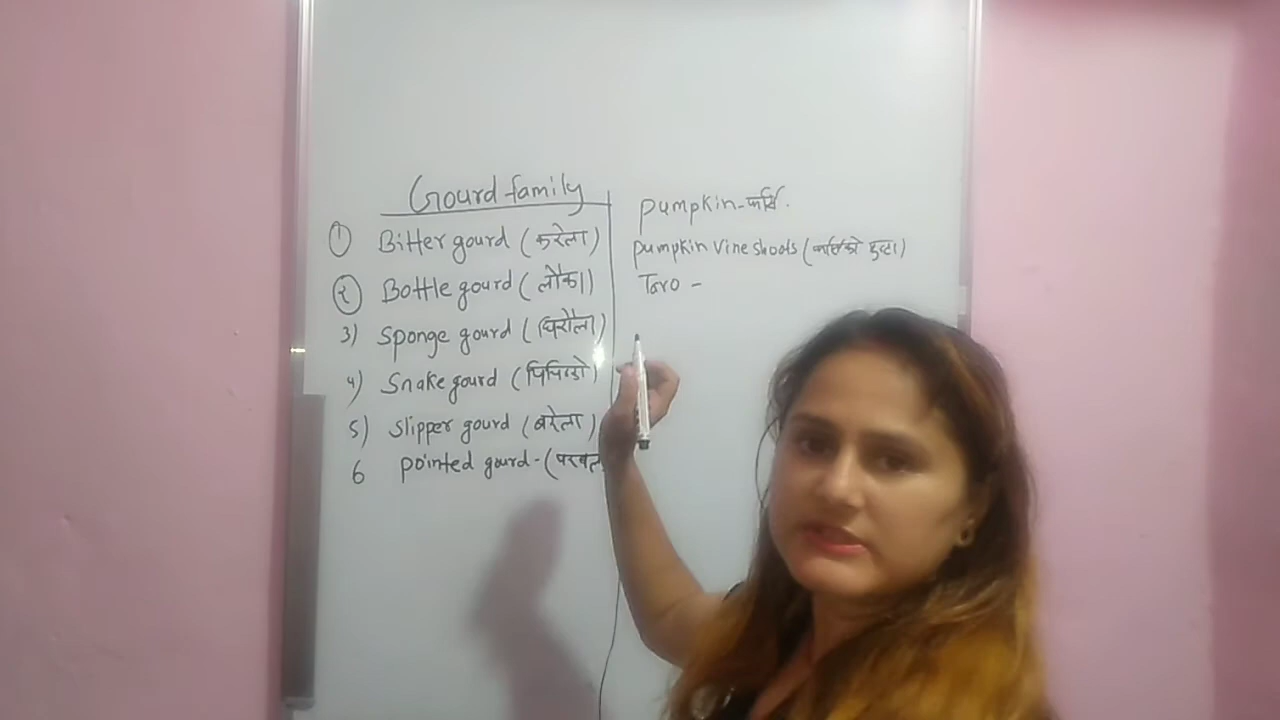 Gourd family
① Bitter gourd (करेला)
② Bottle gourd (लौका)
3) Sponge gourd (घिरौला)
4) Snake gourd (चिचिन्डो)
5) Slipper gourd (बरेला)
6 pointed gourd - (परवल
pumpkin - फर्सि.
pumpkin vine shoots (फर्सिको मुन्टा)
Taro -